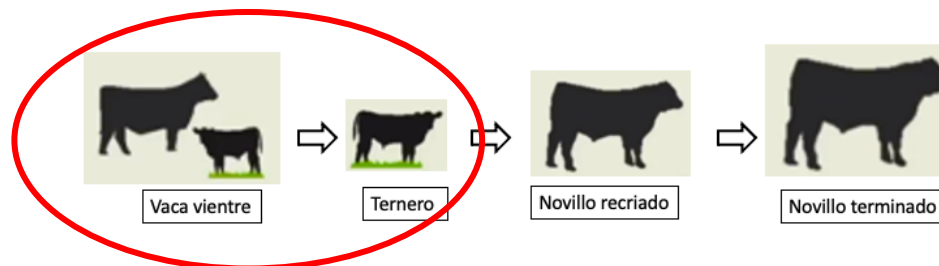 Vaca vientre
Ternero
Novillo recriado
Novillo terminado